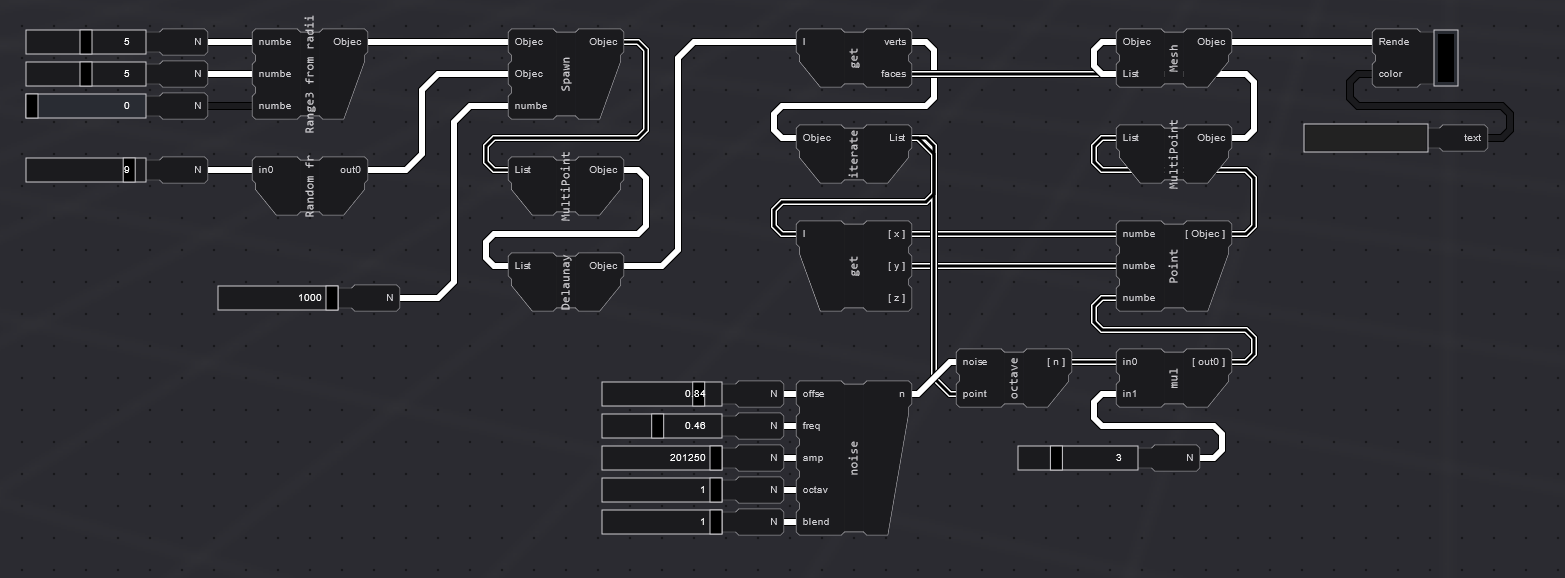 5 N numbe Range3 from radii Objec
5 N numbe
0 N numbe
9 N in0 Random fr out0
1000 N
Objec Spawn Objec
Objec
numbe
List MultiPoint Objec
List Delaunay Objec
l get verts
faces
Objec iterate List
l get [ x ]
[ y ]
[ z ]
0.84 N offse noise n
0.46 N freq
201250 N amp
1 N octav
1 N blend
noise octave [ n ]
point
Objec Mesh Objec
List
List MultiPoint Objec
numbe Point [ Objec ]
numbe
numbe
in0 mul [ out0 ]
in1
3 N
Rende
color
text